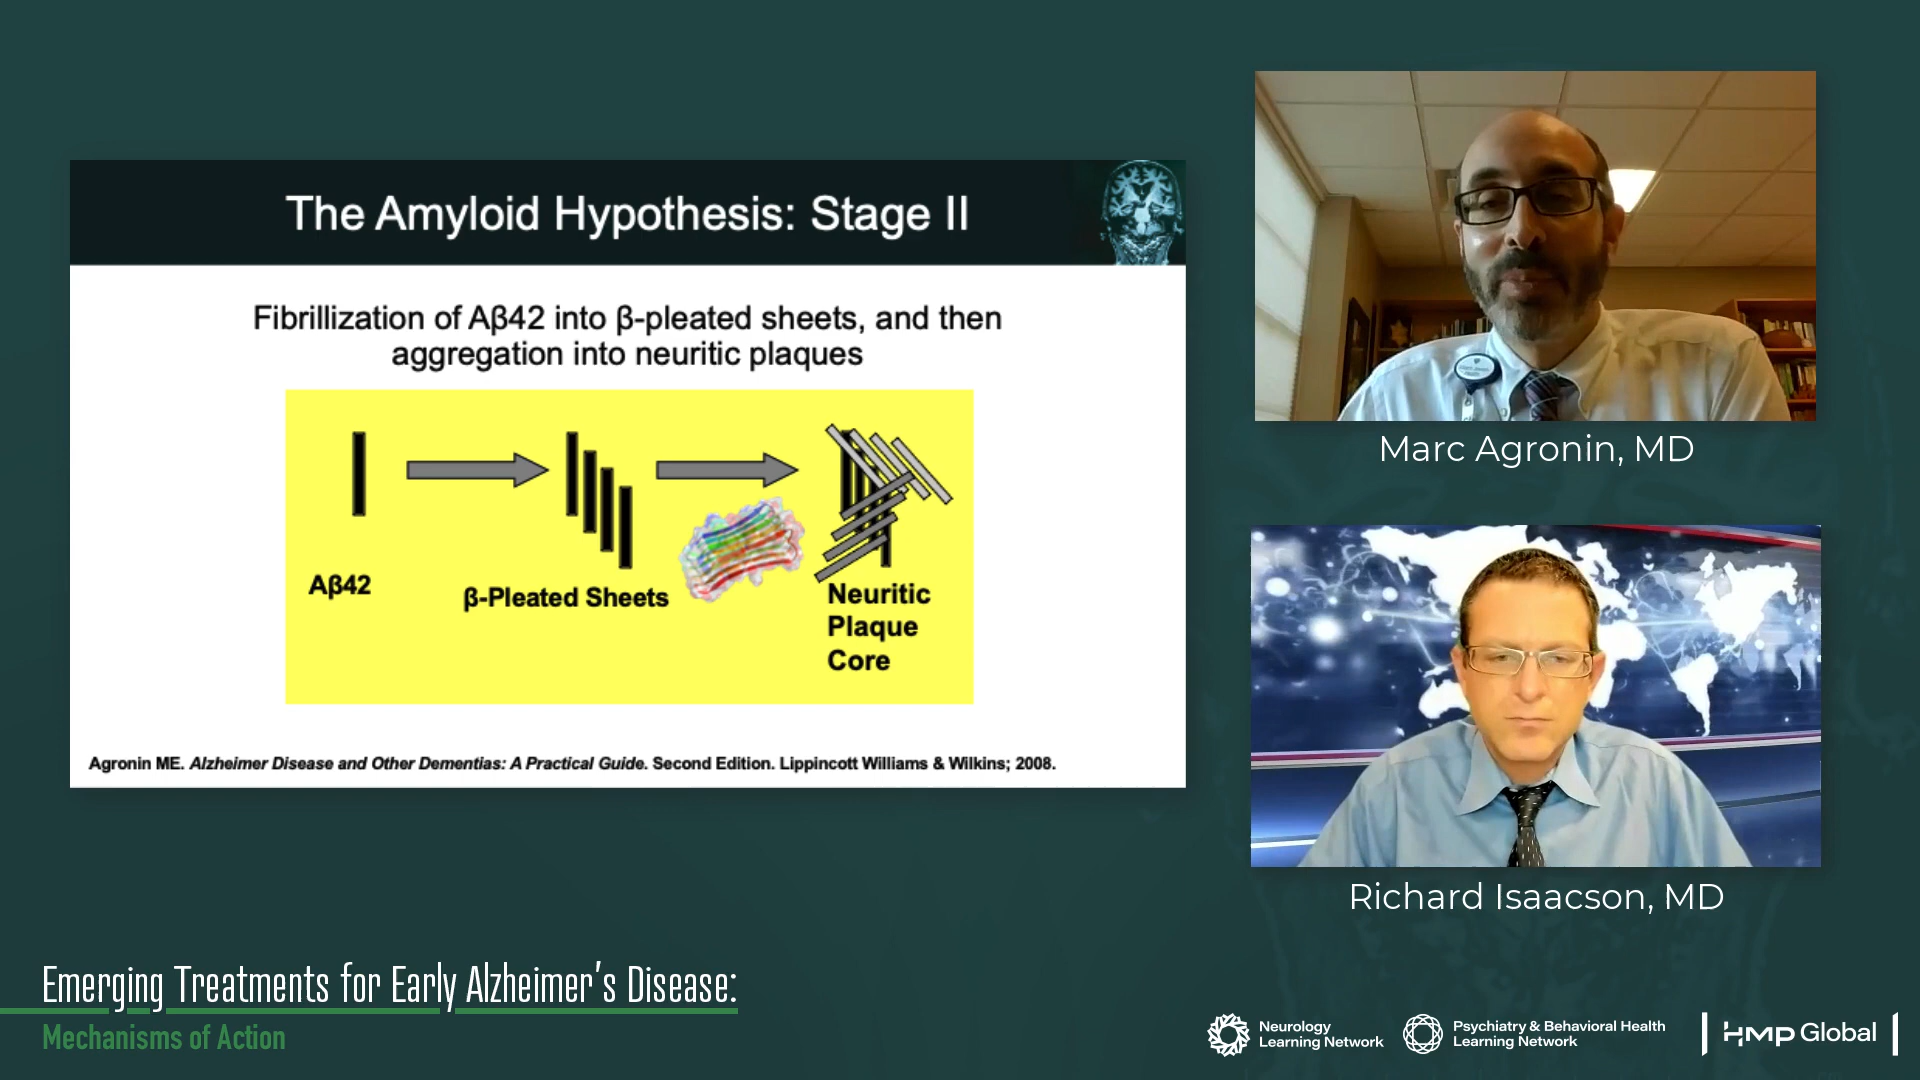 The Amyloid Hypothesis: Stage II
Fibrillization of Aβ42 into β-pleated sheets, and then
aggregation into neuritic plaques
Aβ42
β-Pleated Sheets
Neuritic
Plaque
Core
Agronin ME. Alzheimer Disease and Other Dementias: A Practical Guide. Second Edition. Lippincott Williams & Wilkins; 2008.
Marc Agronin, MD
Richard Isaacson, MD
Emerging Treatments for Early Alzheimer's Disease:
Mechanisms of Action
Neurology
Learning Network
Psychiatry & Behavioral Health
Learning Network
HMP Global